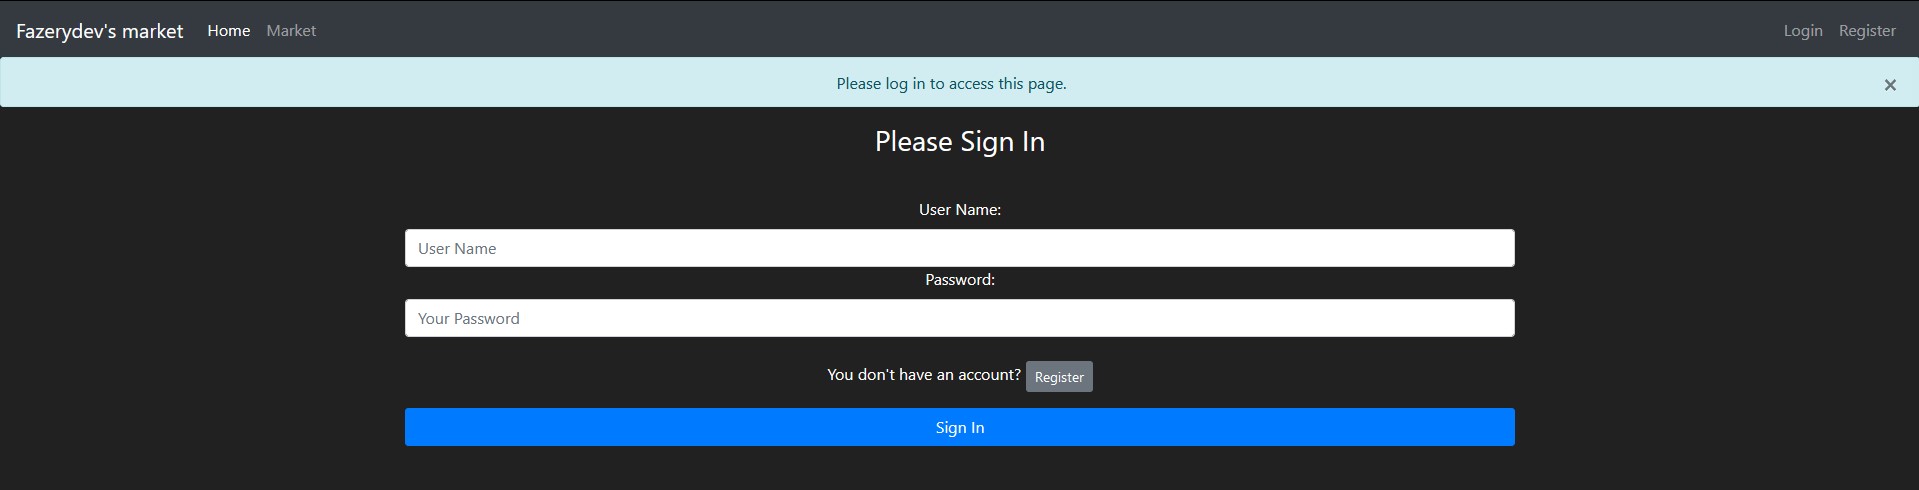 Fazerydev's market Home Market Login Register
Please log in to access this page. ×
Please Sign In
User Name:
User Name
Password:
Your Password
You don't have an account? Register
Sign In